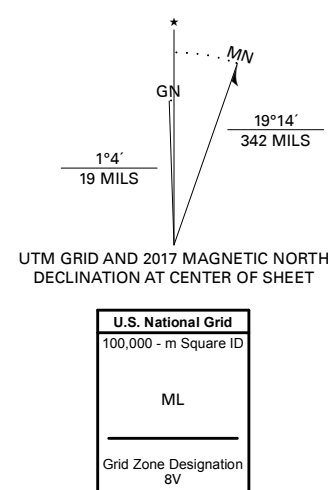 ★
MN
GN
19°14´
342 MILS
1°4´
19 MILS
UTM GRID AND 2017 MAGNETIC NORTH
DECLINATION AT CENTER OF SHEET
U.S. National Grid
100,000 - m Square ID
ML
Grid Zone Designation
8V